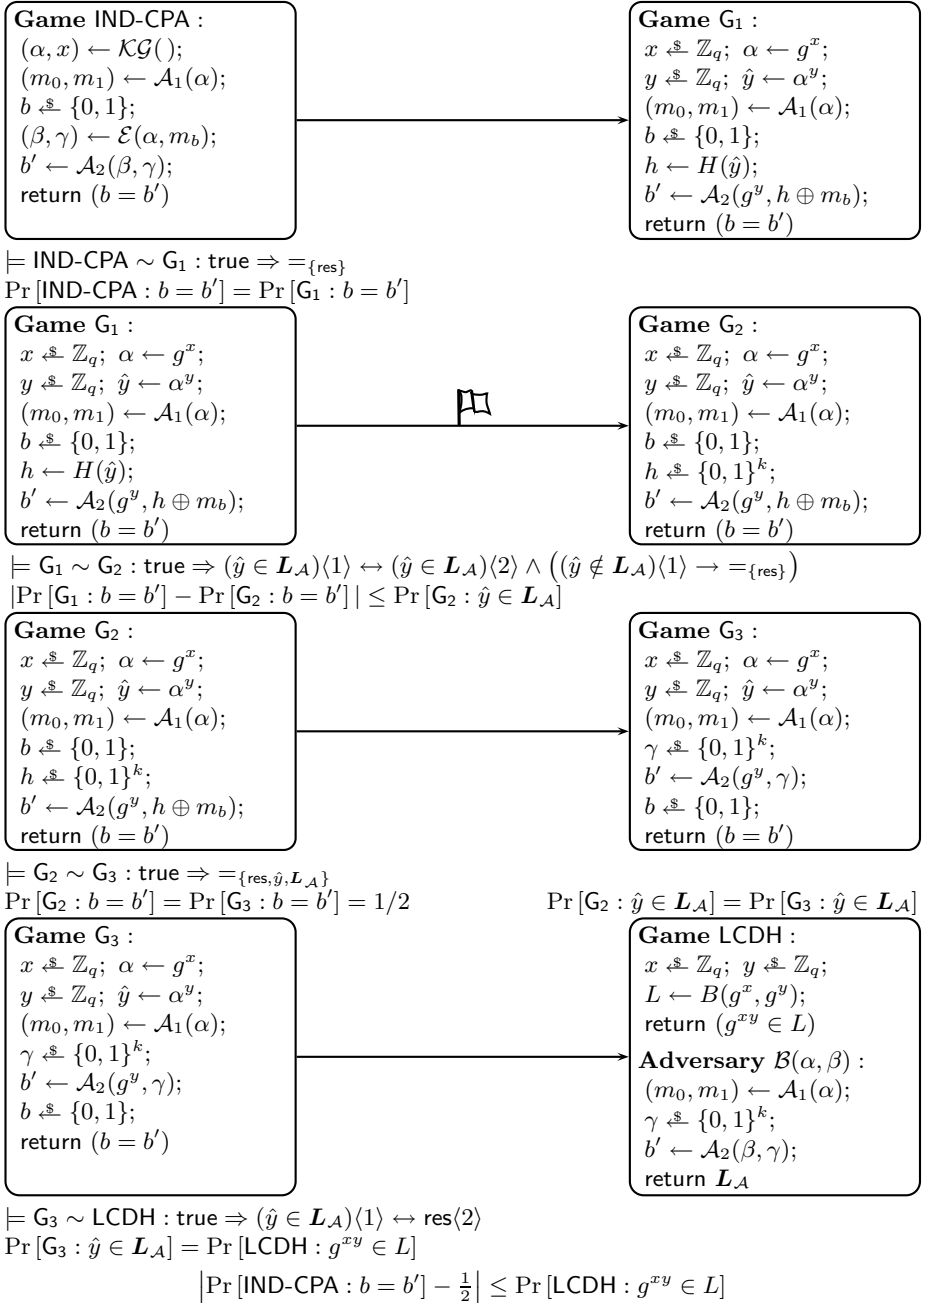 Game IND-CPA :
(α, x) ← 𝒦𝒢( );
(m₀, m₁) ← 𝒜₁(α);
b ↞$ {0, 1};
(β, γ) ← ℰ(α, m_b);
b′ ← 𝒜₂(β, γ);
return (b = b′)
Game G₁ :
x ↞$ ℤ_q; α ← g^x;
y ↞$ ℤ_q; ŷ ← α^y;
(m₀, m₁) ← 𝒜₁(α);
b ↞$ {0, 1};
h ← H(ŷ);
b′ ← 𝒜₂(g^y, h ⊕ m_b);
return (b = b′)
⊨ IND-CPA ∼ G₁ : true ⇒ =_{res}
Pr [IND-CPA : b = b′] = Pr [G₁ : b = b′]
Game G₁ :
x ↞$ ℤ_q; α ← g^x;
y ↞$ ℤ_q; ŷ ← α^y;
(m₀, m₁) ← 𝒜₁(α);
b ↞$ {0, 1};
h ← H(ŷ);
b′ ← 𝒜₂(g^y, h ⊕ m_b);
return (b = b′)
Game G₂ :
x ↞$ ℤ_q; α ← g^x;
y ↞$ ℤ_q; ŷ ← α^y;
(m₀, m₁) ← 𝒜₁(α);
b ↞$ {0, 1};
h ↞$ {0, 1}^k;
b′ ← 𝒜₂(g^y, h ⊕ m_b);
return (b = b′)
⊨ G₁ ∼ G₂ : true ⇒ (ŷ ∈ L_𝒜)⟨1⟩ ↔ (ŷ ∈ L_𝒜)⟨2⟩ ∧ ((ŷ ∉ L_𝒜)⟨1⟩ → =_{res})
|Pr [G₁ : b = b′] − Pr [G₂ : b = b′] | ≤ Pr [G₂ : ŷ ∈ L_𝒜]
Game G₂ :
x ↞$ ℤ_q; α ← g^x;
y ↞$ ℤ_q; ŷ ← α^y;
(m₀, m₁) ← 𝒜₁(α);
b ↞$ {0, 1};
h ↞$ {0, 1}^k;
b′ ← 𝒜₂(g^y, h ⊕ m_b);
return (b = b′)
Game G₃ :
x ↞$ ℤ_q; α ← g^x;
y ↞$ ℤ_q; ŷ ← α^y;
(m₀, m₁) ← 𝒜₁(α);
γ ↞$ {0, 1}^k;
b′ ← 𝒜₂(g^y, γ);
b ↞$ {0, 1};
return (b = b′)
⊨ G₂ ∼ G₃ : true ⇒ =_{res,ŷ,L_𝒜}
Pr [G₂ : b = b′] = Pr [G₃ : b = b′] = 1/2 Pr [G₂ : ŷ ∈ L_𝒜] = Pr [G₃ : ŷ ∈ L_𝒜]
Game G₃ :
x ↞$ ℤ_q; α ← g^x;
y ↞$ ℤ_q; ŷ ← α^y;
(m₀, m₁) ← 𝒜₁(α);
γ ↞$ {0, 1}^k;
b′ ← 𝒜₂(g^y, γ);
b ↞$ {0, 1};
return (b = b′)
Game LCDH :
x ↞$ ℤ_q; y ↞$ ℤ_q;
L ← B(g^x, g^y);
return (g^{xy} ∈ L)
Adversary ℬ(α, β) :
(m₀, m₁) ← 𝒜₁(α);
γ ↞$ {0, 1}^k;
b′ ← 𝒜₂(β, γ);
return L_𝒜
⊨ G₃ ∼ LCDH : true ⇒ (ŷ ∈ L_𝒜)⟨1⟩ ↔ res⟨2⟩
Pr [G₃ : ŷ ∈ L_𝒜] = Pr [LCDH : g^{xy} ∈ L]
|Pr [IND-CPA : b = b′] − 1/2| ≤ Pr [LCDH : g^{xy} ∈ L]